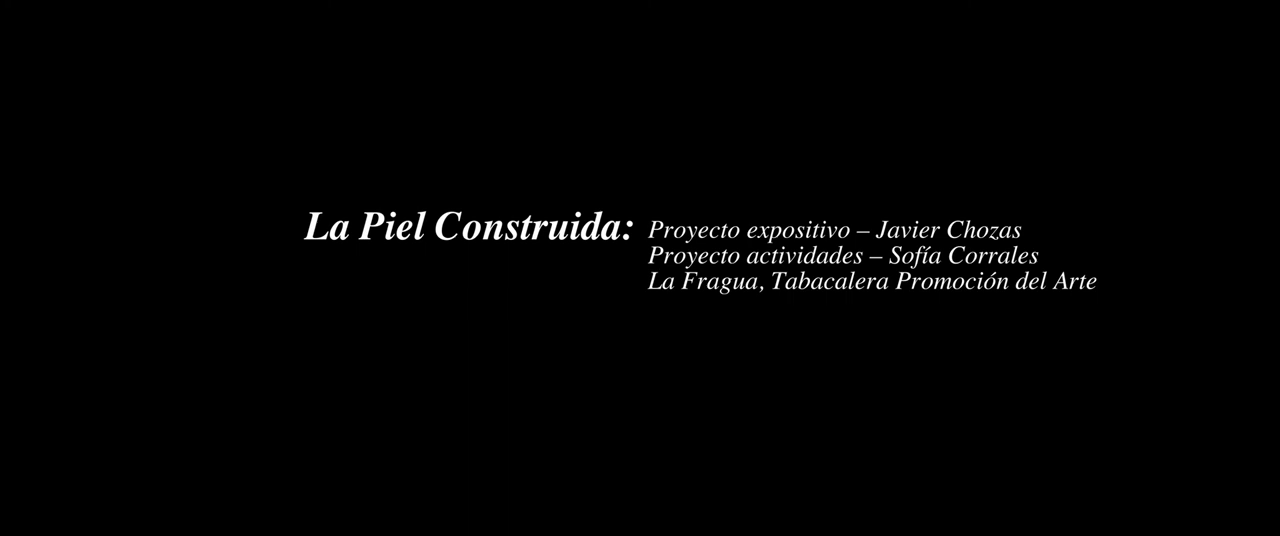 La Piel Construida: Proyecto expositivo – Javier Chozas
Proyecto actividades – Sofía Corrales
La Fragua, Tabacalera Promoción del Arte